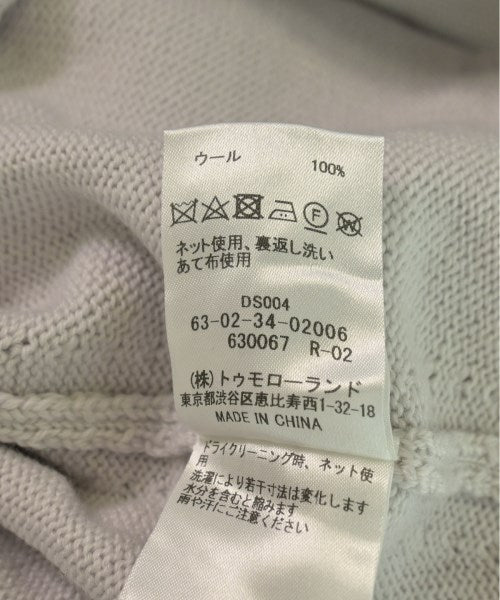 ウール 100%
ネット使用、裏返し洗い
あて布使用
DS004
63-02-34-02006
630067 R-02
(株)トゥモローランド
東京都渋谷区恵比寿西1-32-18
MADE IN CHINA
ドライクリーニング時、ネット使
用
洗濯により若干寸法は変化します
水分を含むと縮みます
雨や汗にご注意ください